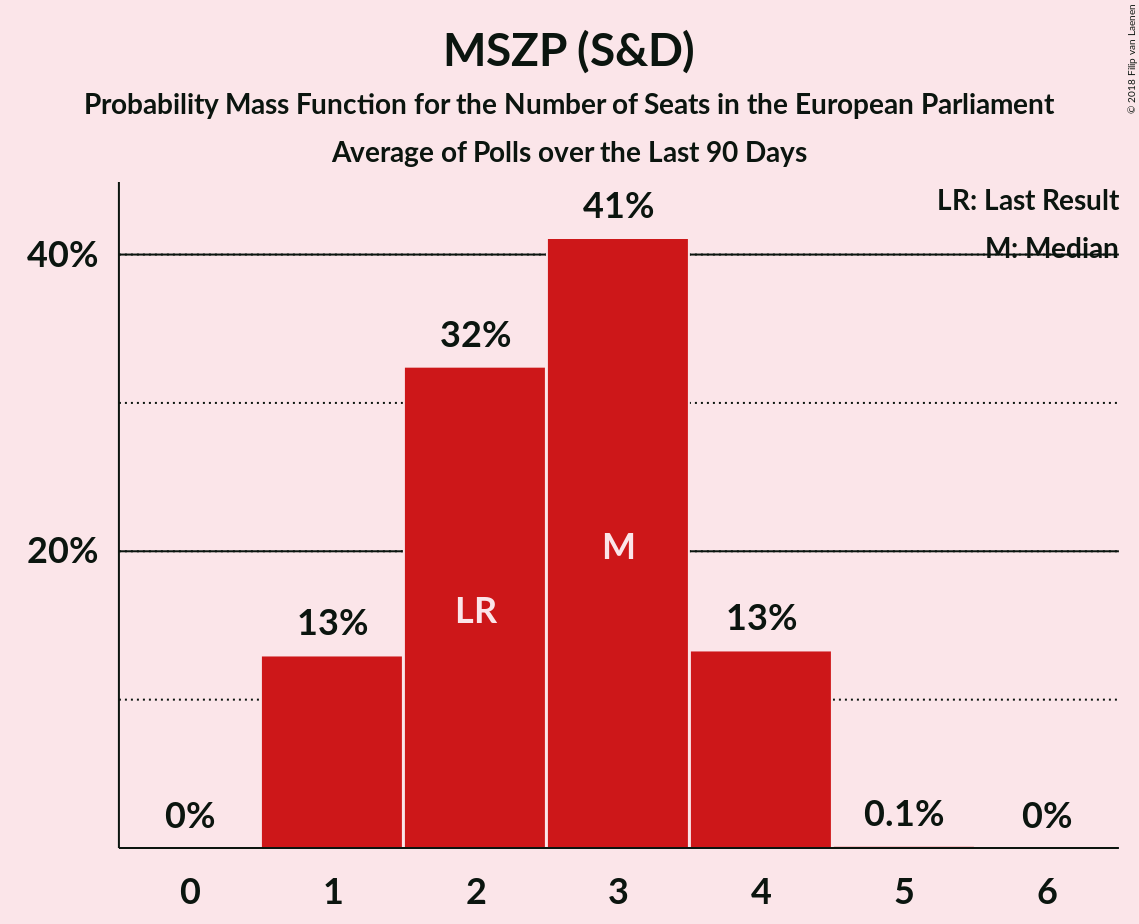 MSZP (S&D)
Probability Mass Function for the Number of Seats in the European Parliament
Average of Polls over the Last 90 Days
© 2018 Filip van Laenen
LR: Last Result
M: Median
40%
20%
0%
13%
32%
41%
13%
0.1%
0%
LR
M
0 1 2 3 4 5 6